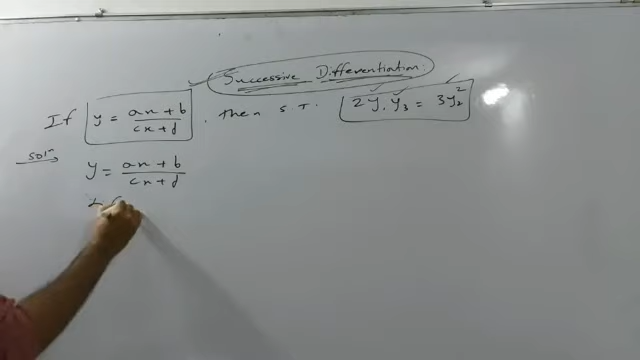 Successive Differentiation:
If y = ax + b / cx + d , then S.T. 2y₁y₃ = 3y₂²
Solⁿ y = ax + b / cx + d